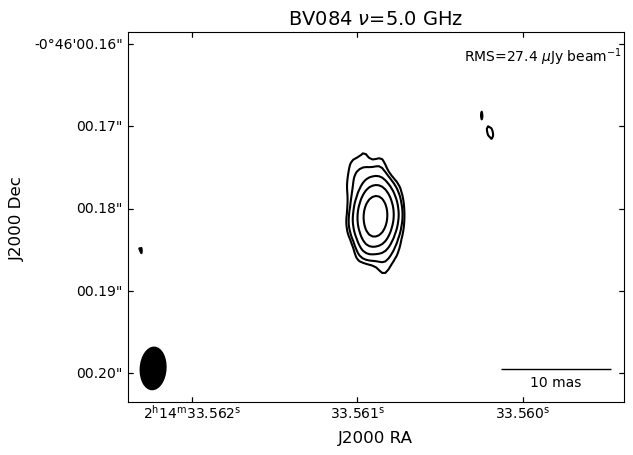 BV084 ν=5.0 GHz
RMS=27.4 μJy beam⁻¹
-0°46'00.16"
00.17"
00.18"
00.19"
00.20"
J2000 Dec
10 mas
2ʰ14ᵐ33.562ˢ
33.561ˢ
33.560ˢ
J2000 RA